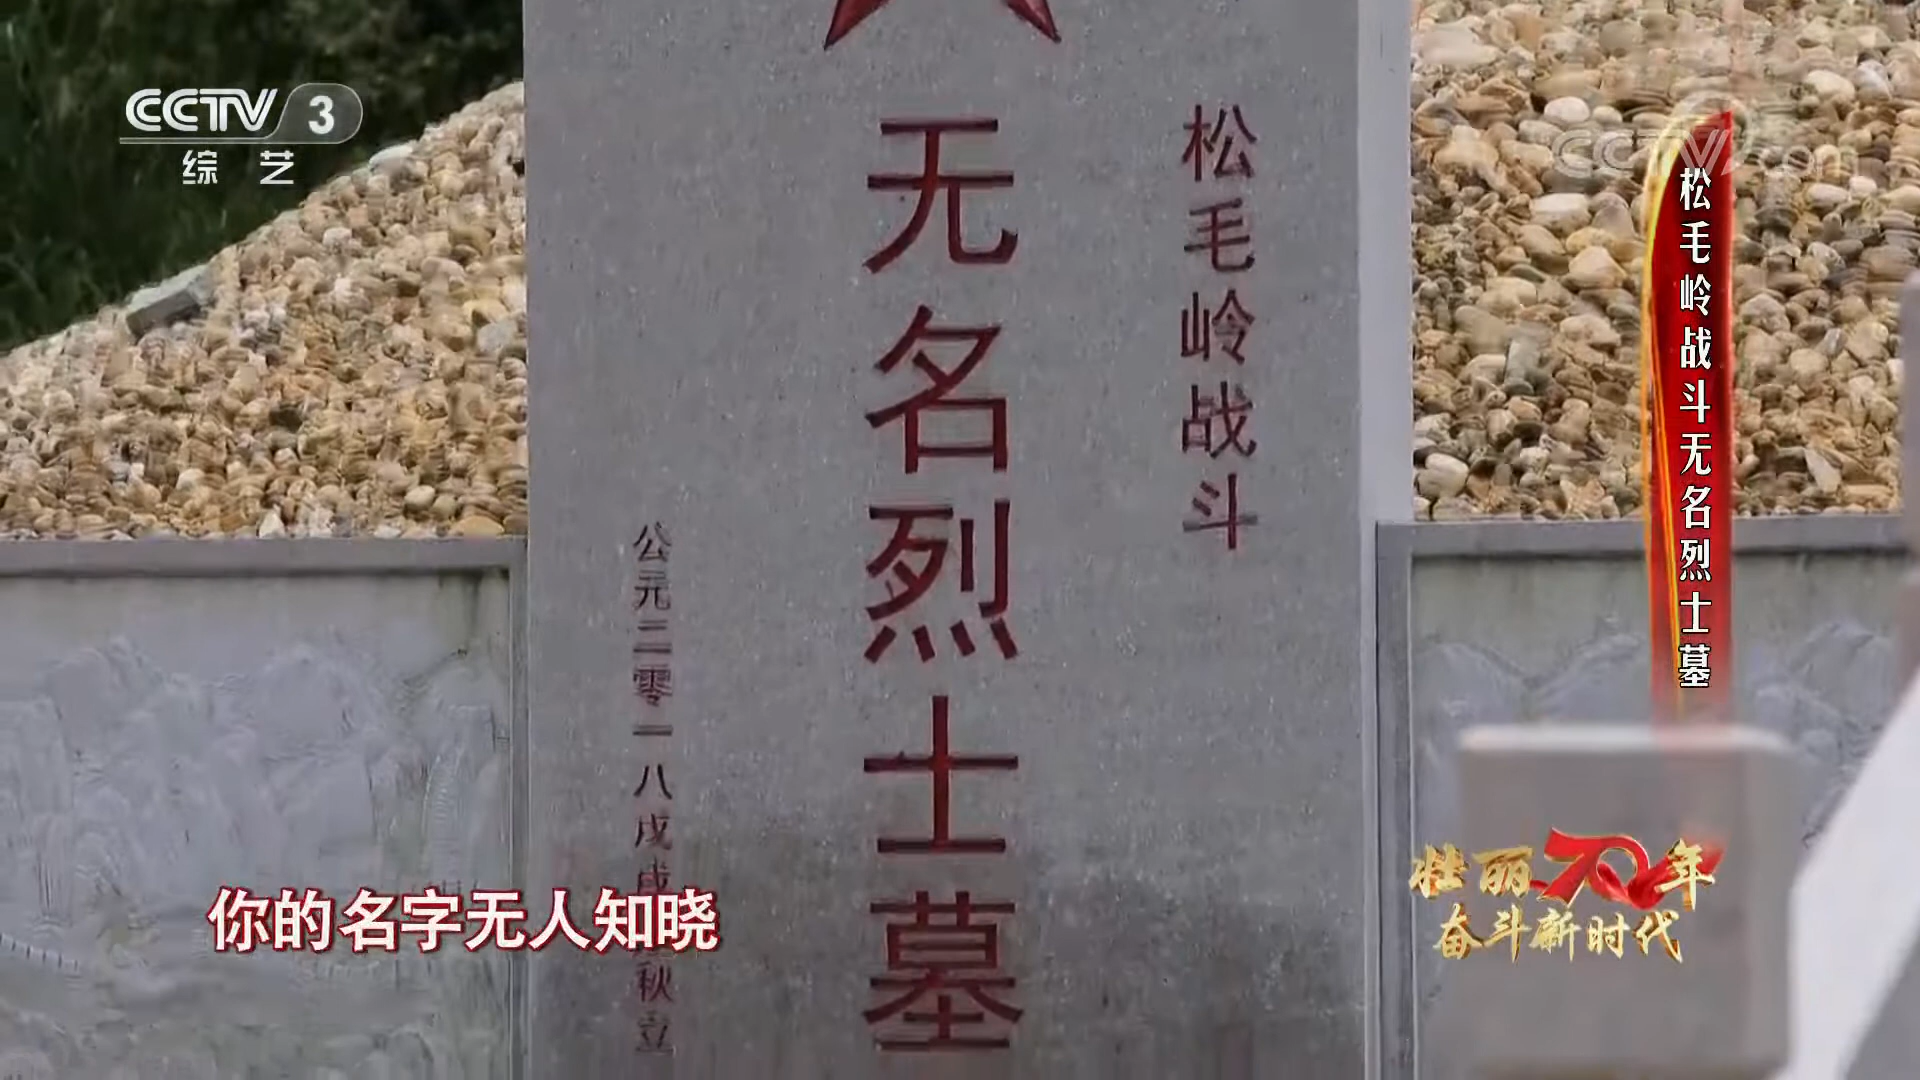 CCTV 3
综艺
松毛岭战斗
无名烈士墓
公元二零一八戊戌
秋立
松毛岭战斗无名烈士墓
壮丽70年
奋斗新时代
你的名字无人知晓